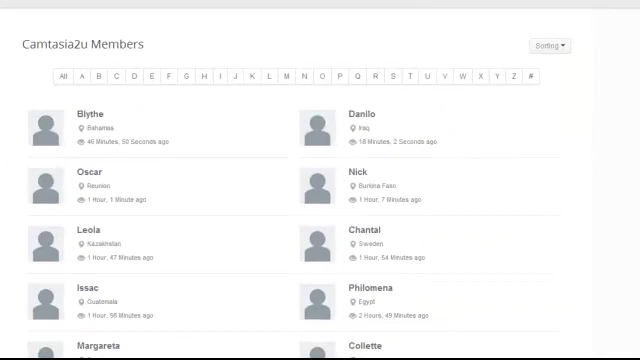 Camtasia2u Members
Sorting
All A B C D E F G H I J K L M N O P Q R S T U V W X Y Z #
Blythe
Bahamas
46 Minutes, 50 Seconds ago
Danilo
Iraq
18 Minutes, 2 Seconds ago
Oscar
Reunion
1 Hour, 1 Minute ago
Nick
Burkina Faso
1 Hour, 7 Minutes ago
Leola
Kazakhstan
1 Hour, 47 Minutes ago
Chantal
Sweden
1 Hour, 54 Minutes ago
Issac
Guatemala
1 Hour, 56 Minutes ago
Philomena
Egypt
2 Hours, 49 Minutes ago
Margareta
Collette